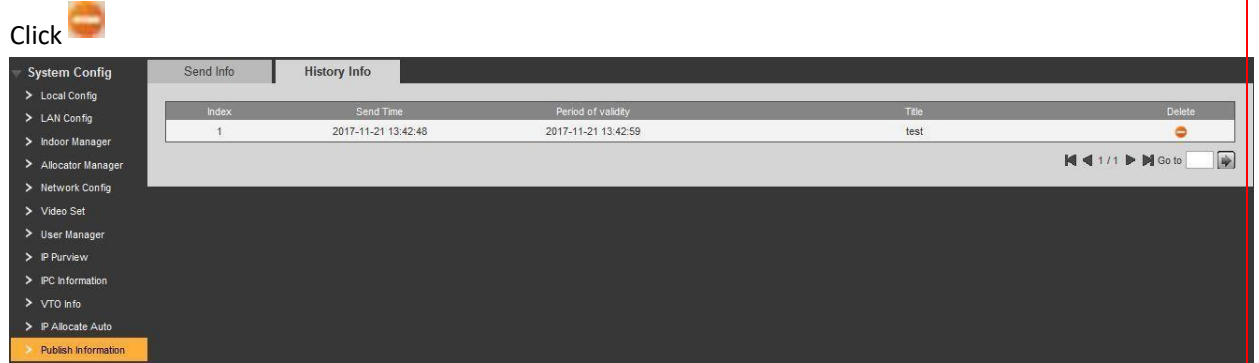 Click
System Config
Send Info
History Info
Local Config
LAN Config
Indoor Manager
Allocator Manager
Network Config
Video Set
User Manager
IP Purview
IPC Information
VTO Info
IP Allocate Auto
Publish Information
Index Send Time Period of validity Title Delete
1 2017-11-21 13:42:48 2017-11-21 13:42:59 test
1 / 1 Go to